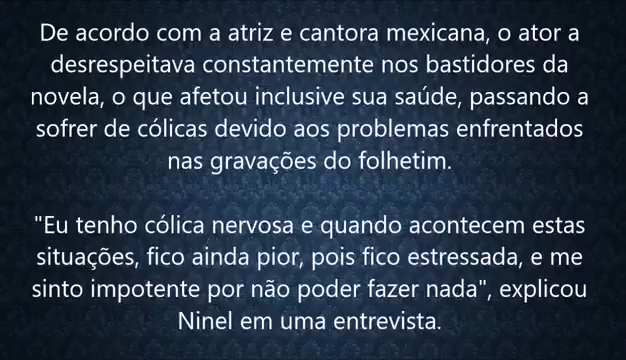 De acordo com a atriz e cantora mexicana, o ator a
desrespeitava constantemente nos bastidores da
novela, o que afetou inclusive sua saúde, passando a
sofrer de cólicas devido aos problemas enfrentados
nas gravações do folhetim.
"Eu tenho cólica nervosa e quando acontecem estas
situações, fico ainda pior, pois fico estressada, e me
sinto impotente por não poder fazer nada", explicou
Ninel em uma entrevista.